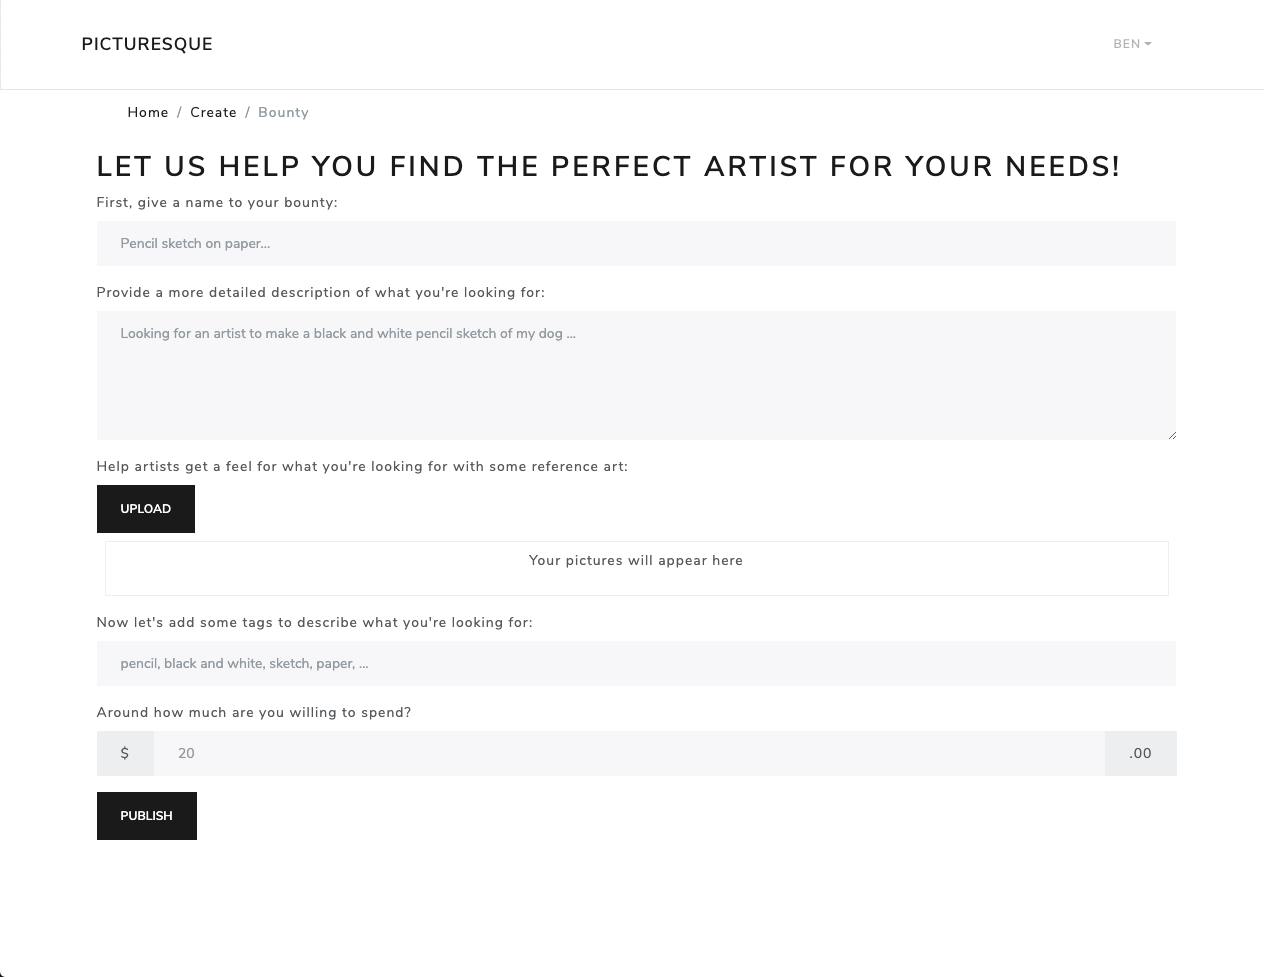 PICTURESQUE
BEN
Home / Create / Bounty
LET US HELP YOU FIND THE PERFECT ARTIST FOR YOUR NEEDS!
First, give a name to your bounty:
Pencil sketch on paper...
Provide a more detailed description of what you're looking for:
Looking for an artist to make a black and white pencil sketch of my dog ...
Help artists get a feel for what you're looking for with some reference art:
UPLOAD
Your pictures will appear here
Now let's add some tags to describe what you're looking for:
pencil, black and white, sketch, paper, ...
Around how much are you willing to spend?
$ 20 .00
PUBLISH